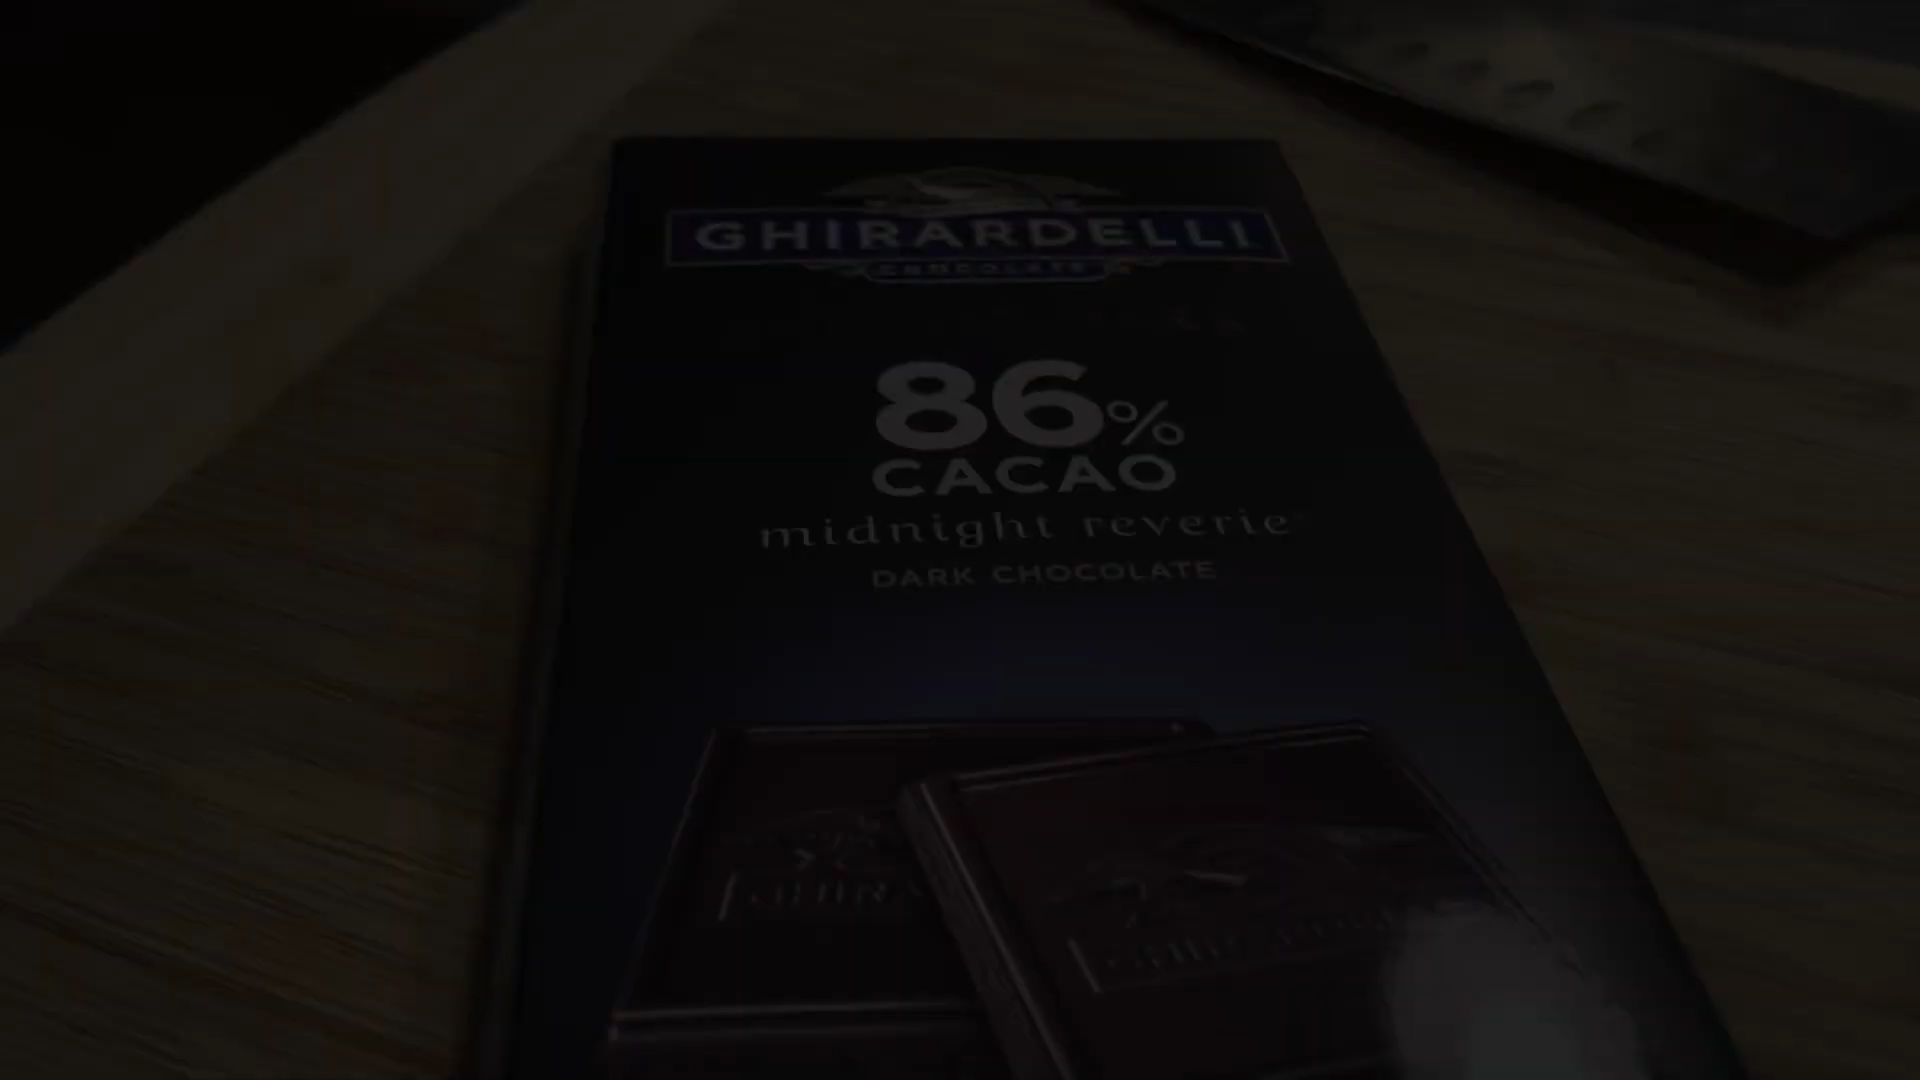 GHIRARDELLI
CHOCOLATE
86%
CACAO
midnight reverie
DARK CHOCOLATE